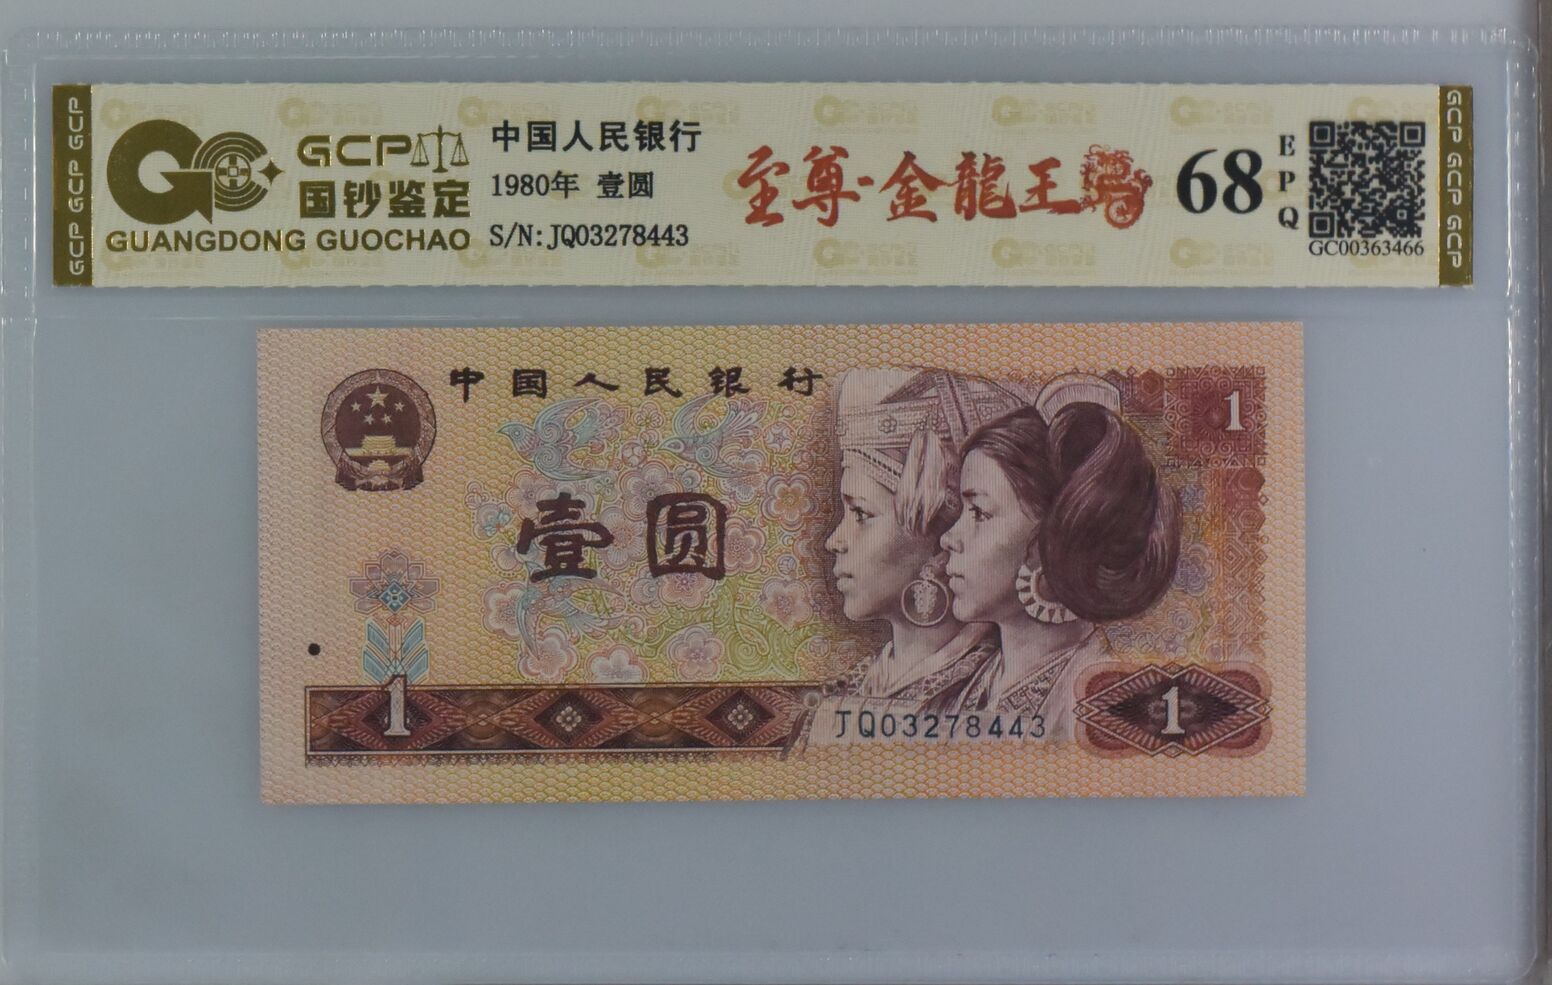 GCP GCP GCP
GCP
国钞鉴定
GUANGDONG GUOCHAO
中国人民银行
1980年 壹圆
S/N:JQ03278443
至尊·金龍王
68
EPQ
GC00363466
GCP GCP GCP
中国人民银行
1
壹圆
1
JQ03278443
1